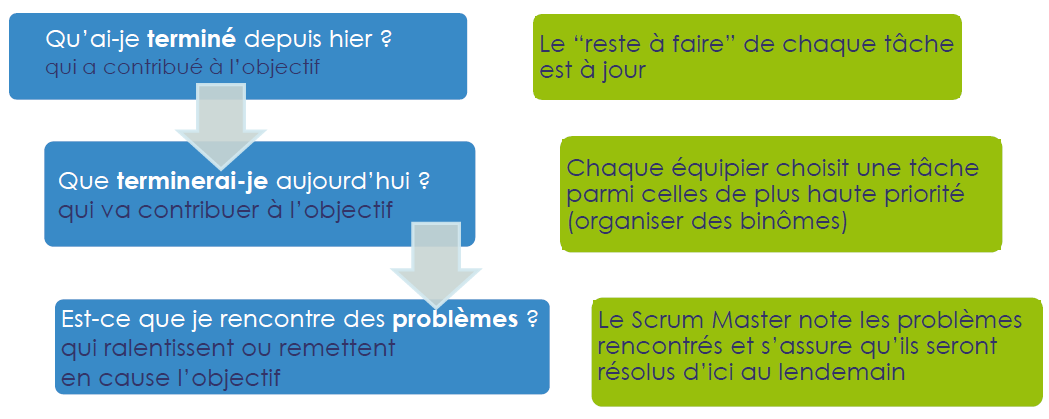 Qu’ai-je terminé depuis hier ?
qui a contribué à l’objectif
Le “reste à faire” de chaque tâche
est à jour
Que terminerai-je aujourd’hui ?
qui va contribuer à l’objectif
Chaque équipier choisit une tâche
parmi celles de plus haute priorité
(organiser des binômes)
Est-ce que je rencontre des problèmes ?
qui ralentissent ou remettent
en cause l’objectif
Le Scrum Master note les problèmes
rencontrés et s’assure qu’ils seront
résolus d’ici au lendemain